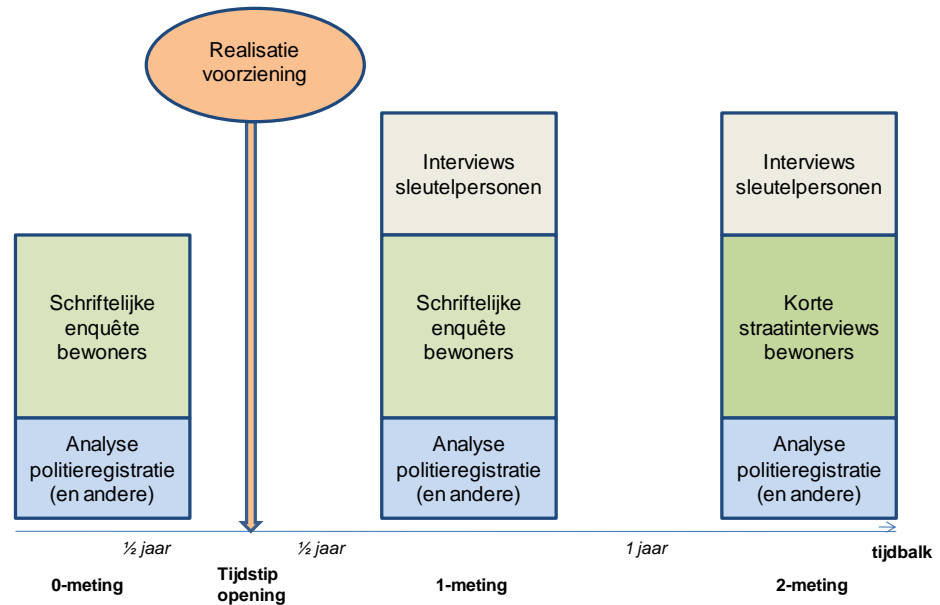 Realisatie
voorziening
Interviews
sleutelpersonen
Interviews
sleutelpersonen
Schriftelijke
enquête
bewoners
Schriftelijke
enquête
bewoners
Korte
straatinterviews
bewoners
Analyse
politieregistratie
(en andere)
Analyse
politieregistratie
(en andere)
Analyse
politieregistratie
(en andere)
½ jaar
½ jaar
1 jaar
tijdbalk
0-meting
Tijdstip
opening
1-meting
2-meting